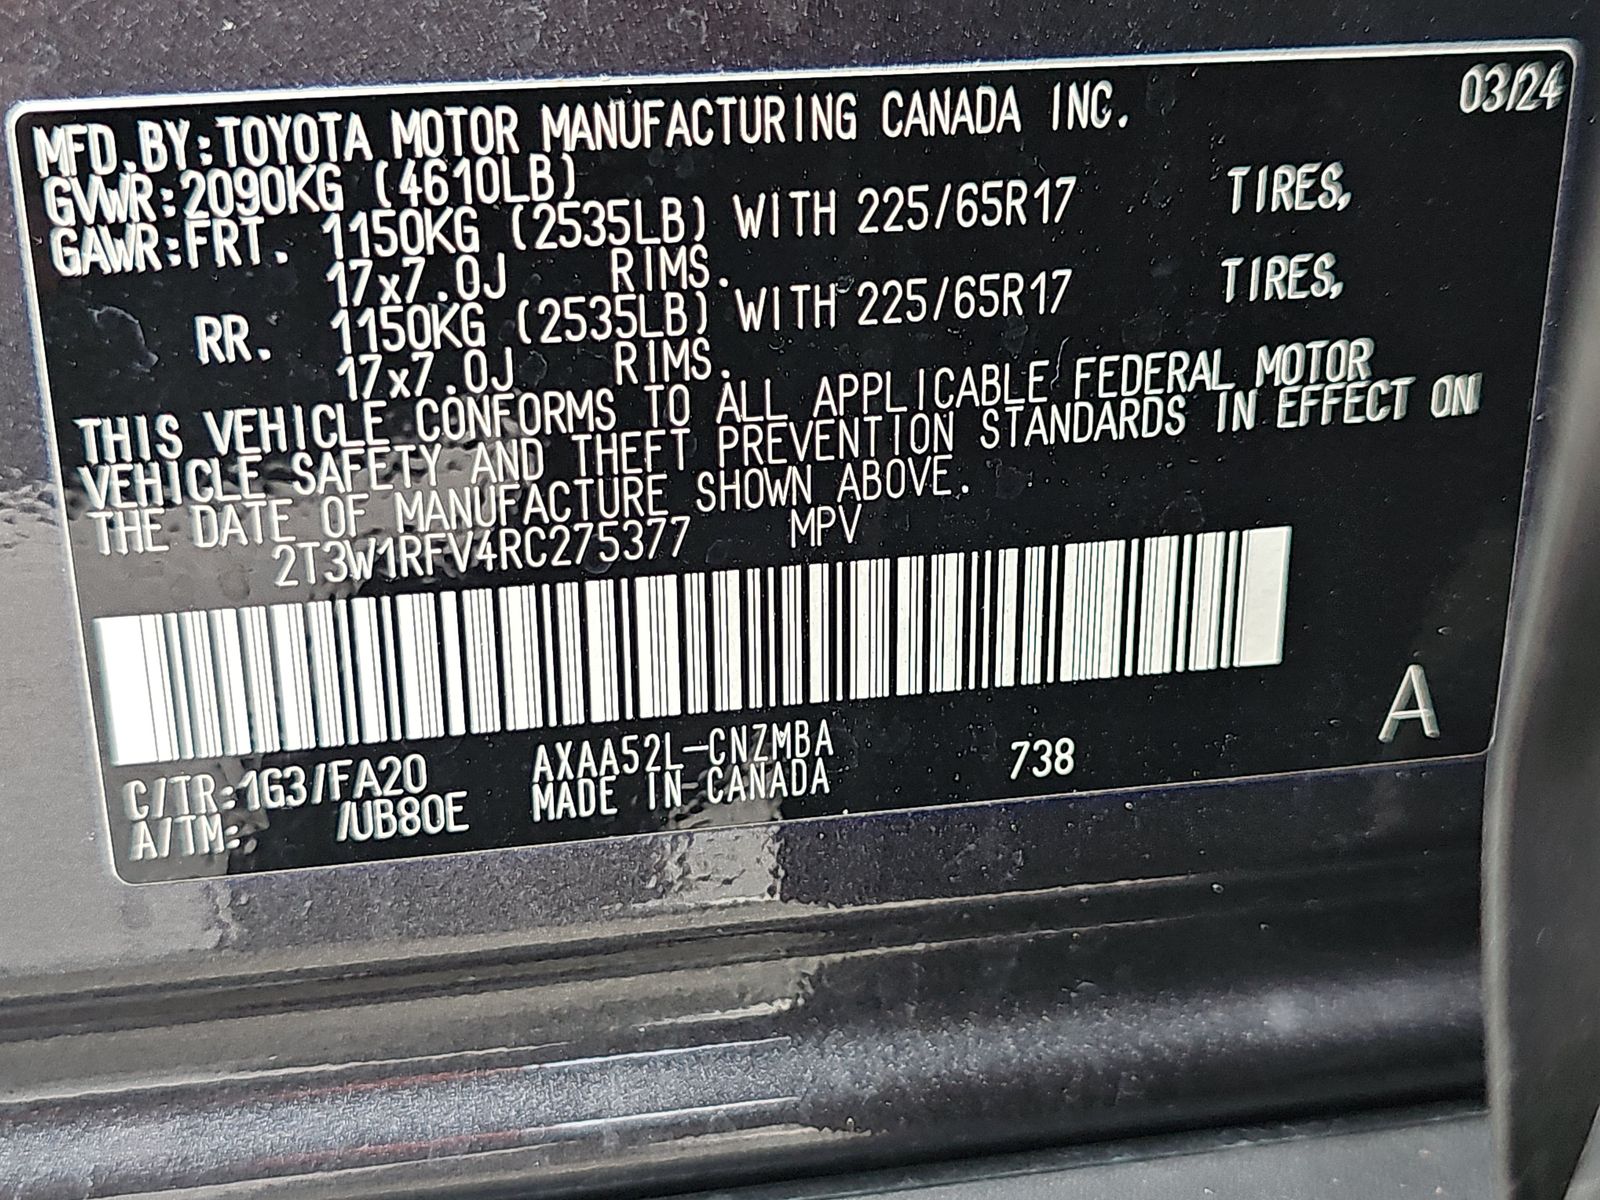 03/24
MFD.BY:TOYOTA MOTOR MANUFACTURING CANADA INC.
GVWR:2090KG (4610LB)
GAWR:FRT. 1150KG (2535LB) WITH 225/65R17 TIRES,
17x7.0J RIMS.
RR. 1150KG (2535LB) WITH 225/65R17 TIRES,
17x7.0J RIMS.
THIS VEHICLE CONFORMS TO ALL APPLICABLE FEDERAL MOTOR
VEHICLE SAFETY AND THEFT PREVENTION STANDARDS IN EFFECT ON
THE DATE OF MANUFACTURE SHOWN ABOVE.
2T3W1RFV4RC275377 MPV
C/TR:1G3/FA20 AXAA52L-CNZMBA 738 A
A/TM: /UB80E MADE IN CANADA